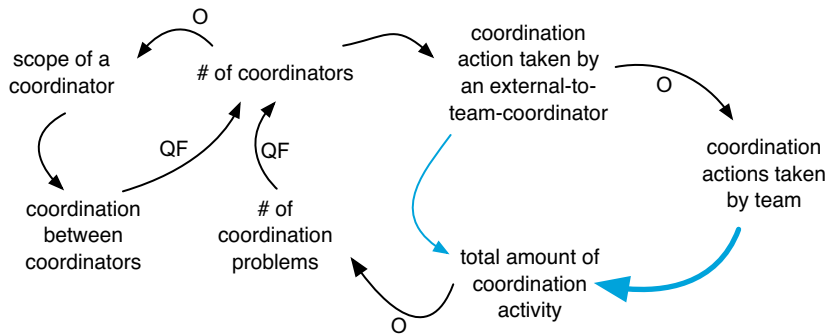 O
scope of a
coordinator
# of coordinators
coordination
action taken by
an external-to-
team-coordinator
O
coordination
actions taken
by team
QF
QF
coordination
between
coordinators
# of
coordination
problems
total amount of
coordination
activity
O